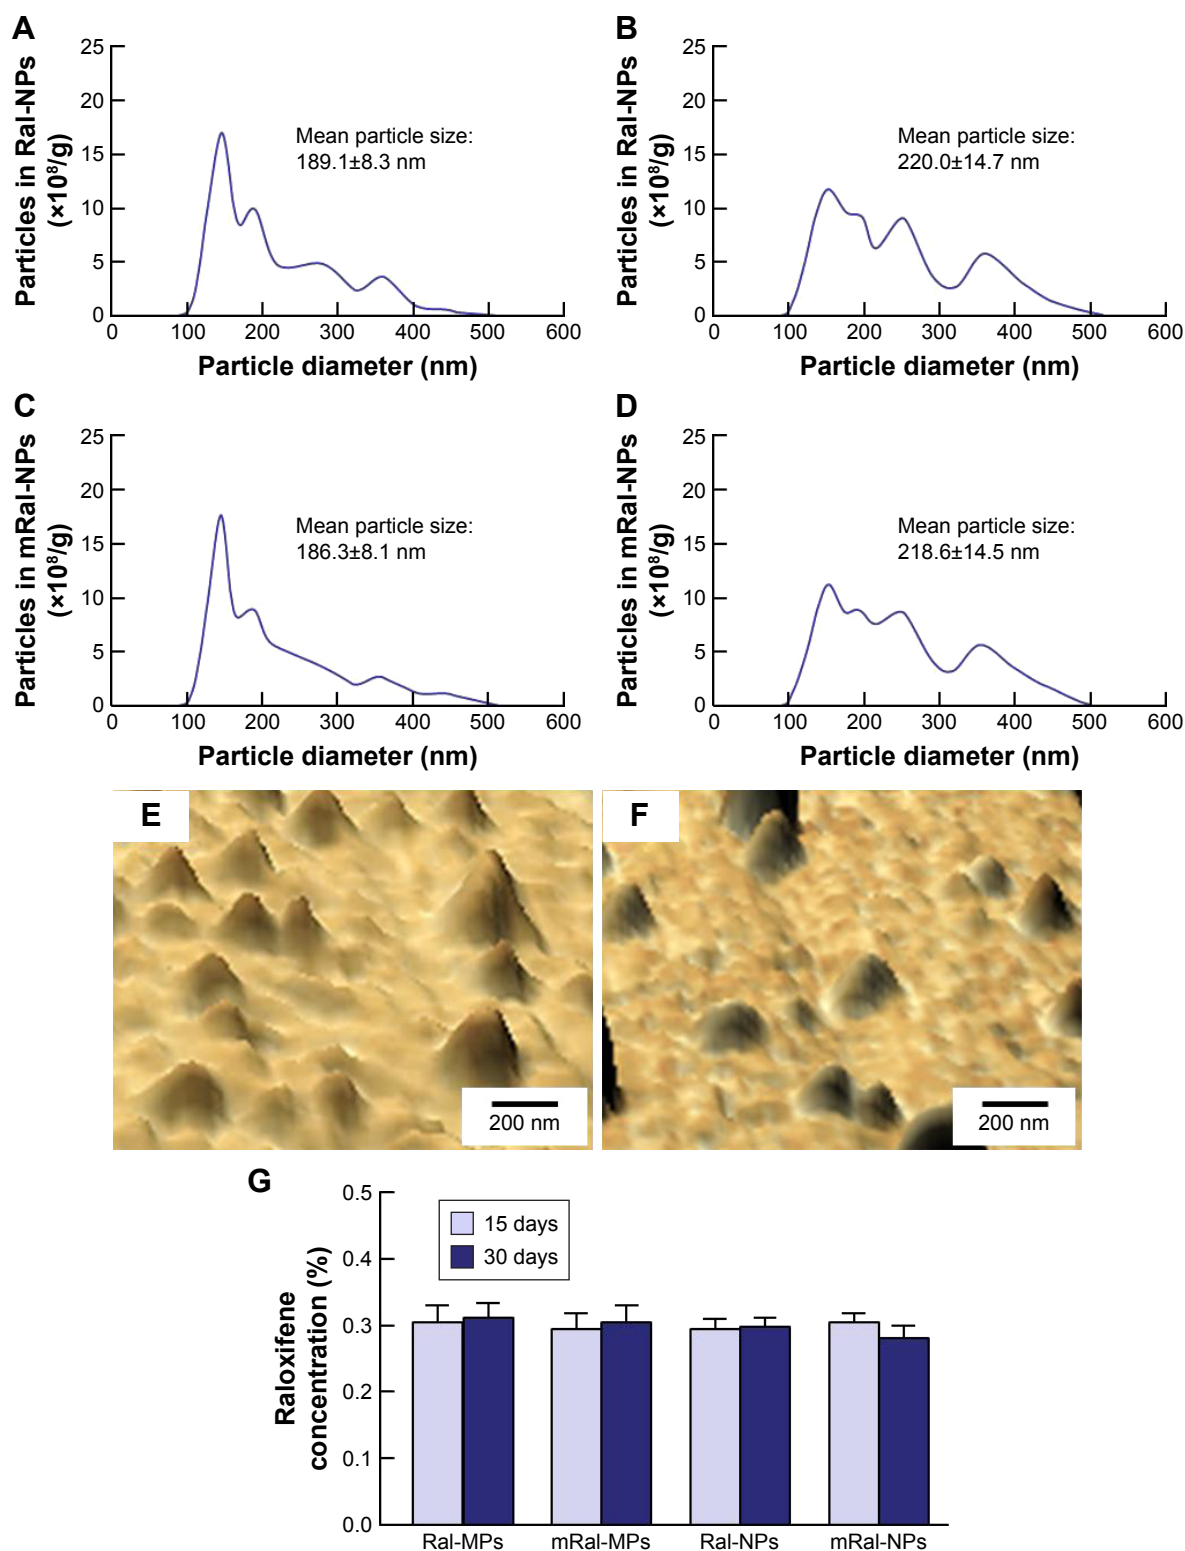 A
Particles in Ral-NPs
(×10⁸/g)
25
20
15
10
5
0
Mean particle size:
189.1±8.3 nm
0 100 200 300 400 500 600
Particle diameter (nm)
B
Particles in Ral-NPs
(×10⁸/g)
25
20
15
10
5
0
Mean particle size:
220.0±14.7 nm
0 100 200 300 400 500 600
Particle diameter (nm)
C
Particles in mRal-NPs
(×10⁸/g)
25
20
15
10
5
0
Mean particle size:
186.3±8.1 nm
0 100 200 300 400 500 600
Particle diameter (nm)
D
Particles in mRal-NPs
(×10⁸/g)
25
20
15
10
5
0
Mean particle size:
218.6±14.5 nm
0 100 200 300 400 500 600
Particle diameter (nm)
E
200 nm
F
200 nm
G
Raloxifene
concentration (%)
0.5
0.4
0.3
0.2
0.1
0.0
15 days
30 days
Ral-MPs mRal-MPs Ral-NPs mRal-NPs